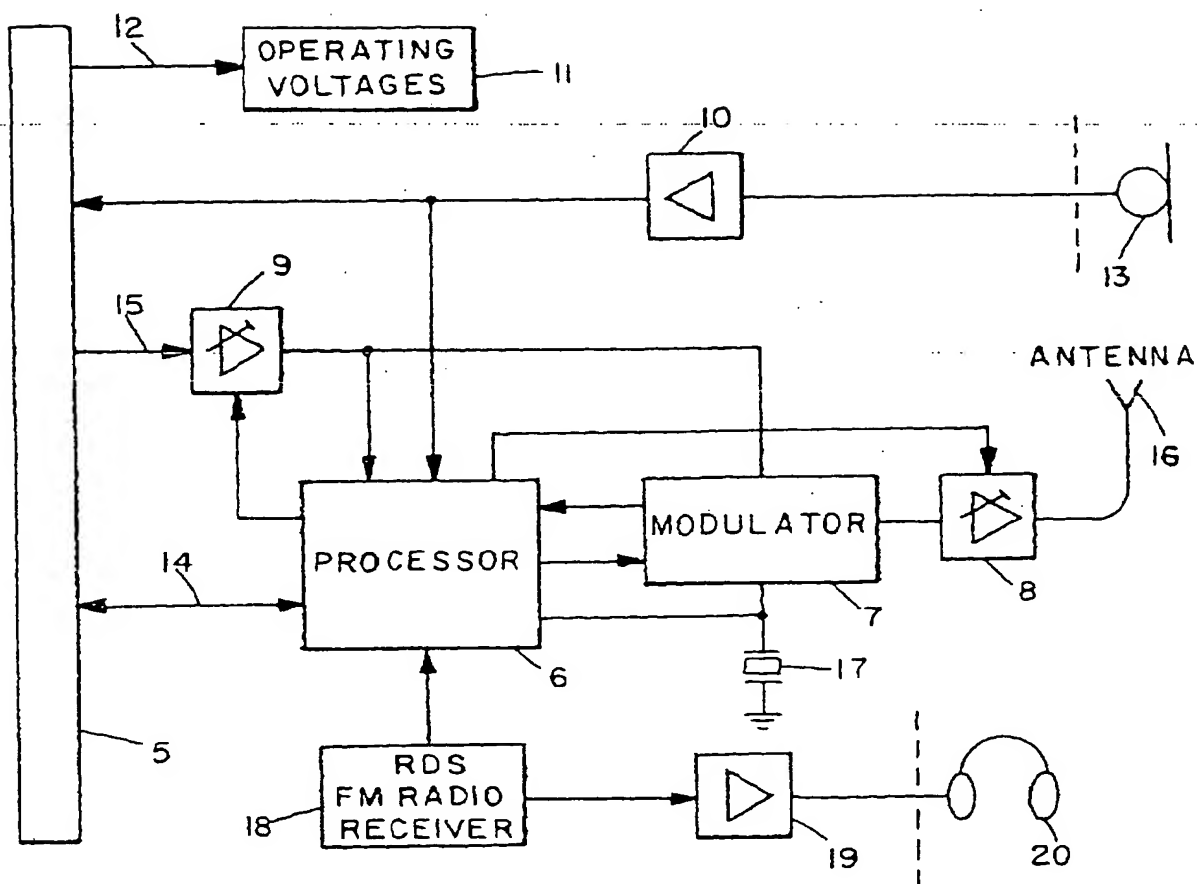 12
OPERATING
VOLTAGES
11
10
13
9
15
ANTENNA
16
MODULATOR
PROCESSOR
14
8
7
6
17
5
RDS
FM RADIO
RECEIVER
18
19
20